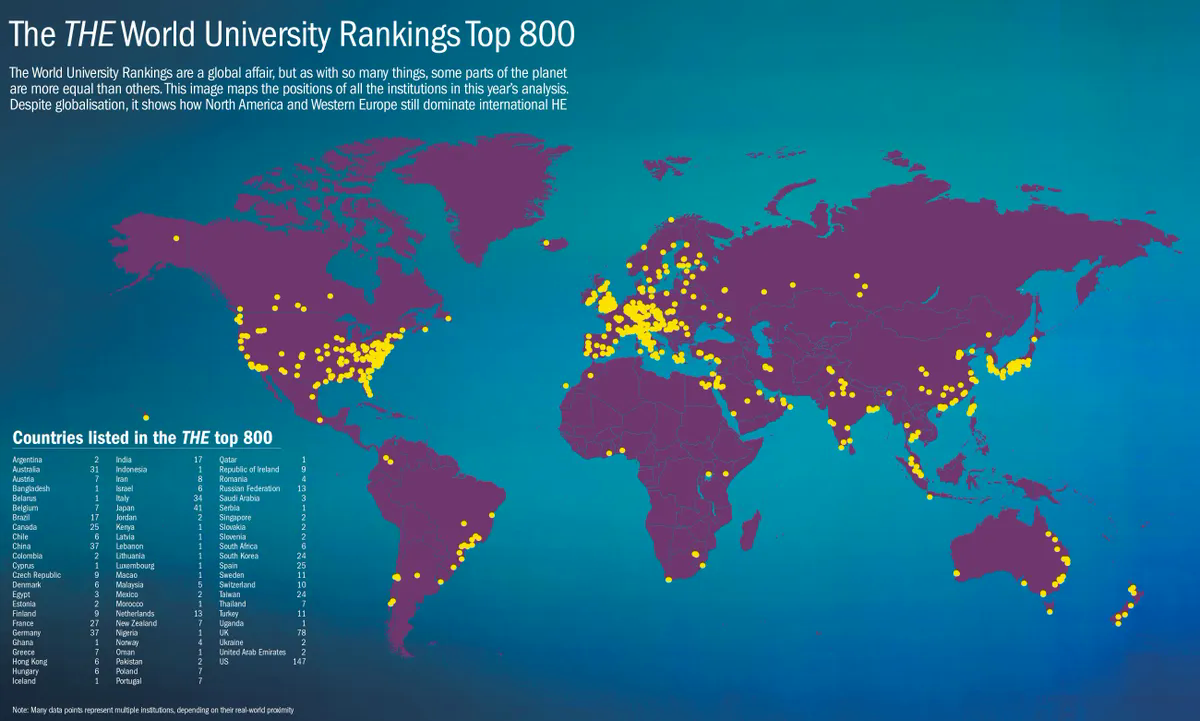 The THE World University Rankings Top 800
The World University Rankings are a global affair, but as with so many things, some parts of the planet
are more equal than others. This image maps the positions of all the institutions in this year's analysis.
Despite globalisation, it shows how North America and Western Europe still dominate international HE
Countries listed in the THE top 800
Argentina 2
Australia 31
Austria 7
Bangladesh 1
Belarus 1
Belgium 7
Brazil 17
Canada 25
Chile 6
China 37
Colombia 2
Cyprus 1
Czech Republic 9
Denmark 6
Egypt 3
Estonia 2
Finland 9
France 27
Germany 37
Ghana 1
Greece 7
Hong Kong 6
Hungary 6
Iceland 1
India 17
Indonesia 1
Iran 8
Israel 6
Italy 34
Japan 41
Jordan 2
Kenya 1
Latvia 1
Lebanon 1
Lithuania 1
Luxembourg 1
Macao 1
Malaysia 5
Mexico 2
Morocco 1
Netherlands 13
New Zealand 7
Nigeria 1
Norway 4
Oman 1
Pakistan 2
Poland 7
Portugal 7
Qatar 1
Republic of Ireland 9
Romania 4
Russian Federation 13
Saudi Arabia 3
Serbia 1
Singapore 2
Slovakia 2
Slovenia 2
South Africa 6
South Korea 24
Spain 25
Sweden 11
Switzerland 10
Taiwan 24
Thailand 7
Turkey 11
Uganda 1
UK 78
Ukraine 2
United Arab Emirates 2
US 147
Note: Many data points represent multiple institutions, depending on their real-world proximity